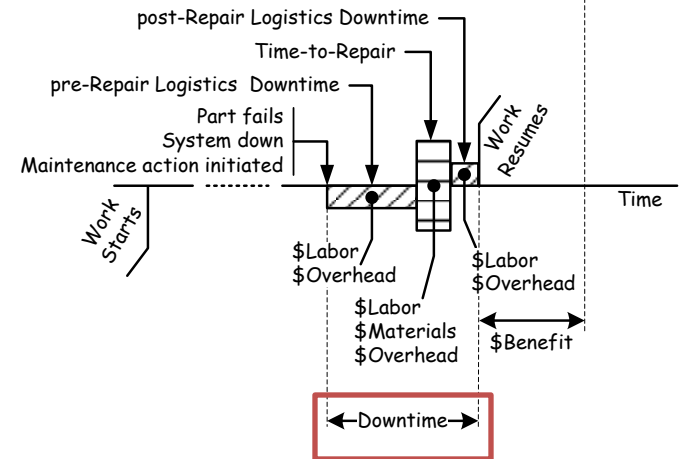 post-Repair Logistics Downtime
Time-to-Repair
pre-Repair Logistics Downtime
Part fails
System down
Maintenance action initiated
Work
Resumes
Time
Work
Starts
$Labor
$Overhead
$Labor
$Materials
$Overhead
$Labor
$Overhead
$Benefit
Downtime